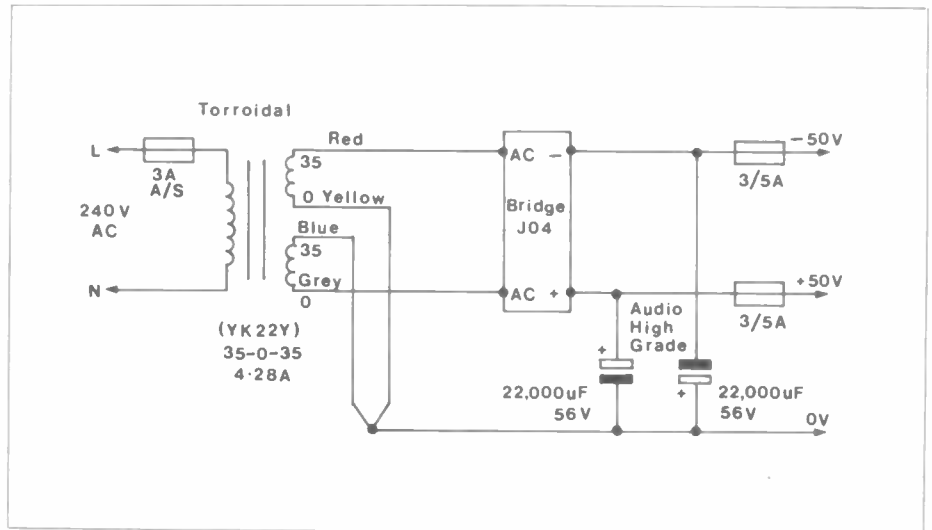 Torroidal
L
3A
A/S
240V
AC
N
Red
35
0 Yellow
Blue
35
Grey
0
(YK22Y)
35-0-35
4·28A
AC -
Bridge
J04
AC +
-50V
3/5A
+50V
3/5A
Audio
High
Grade
+
22,000uF
56V
+
22,000uF
56V
0V